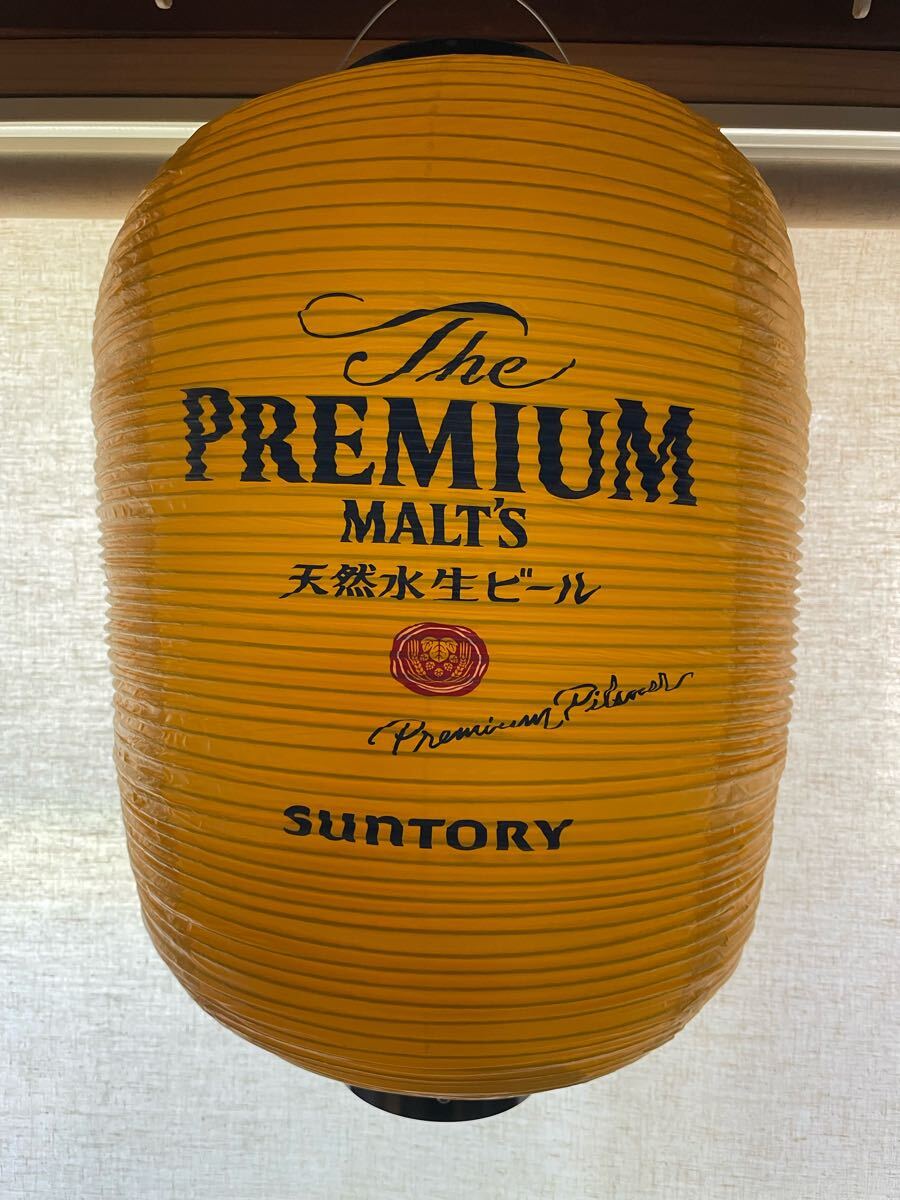 The
PREMIUM
MALT'S
天然水生ビール
Premium Pilsner
SUNTORY